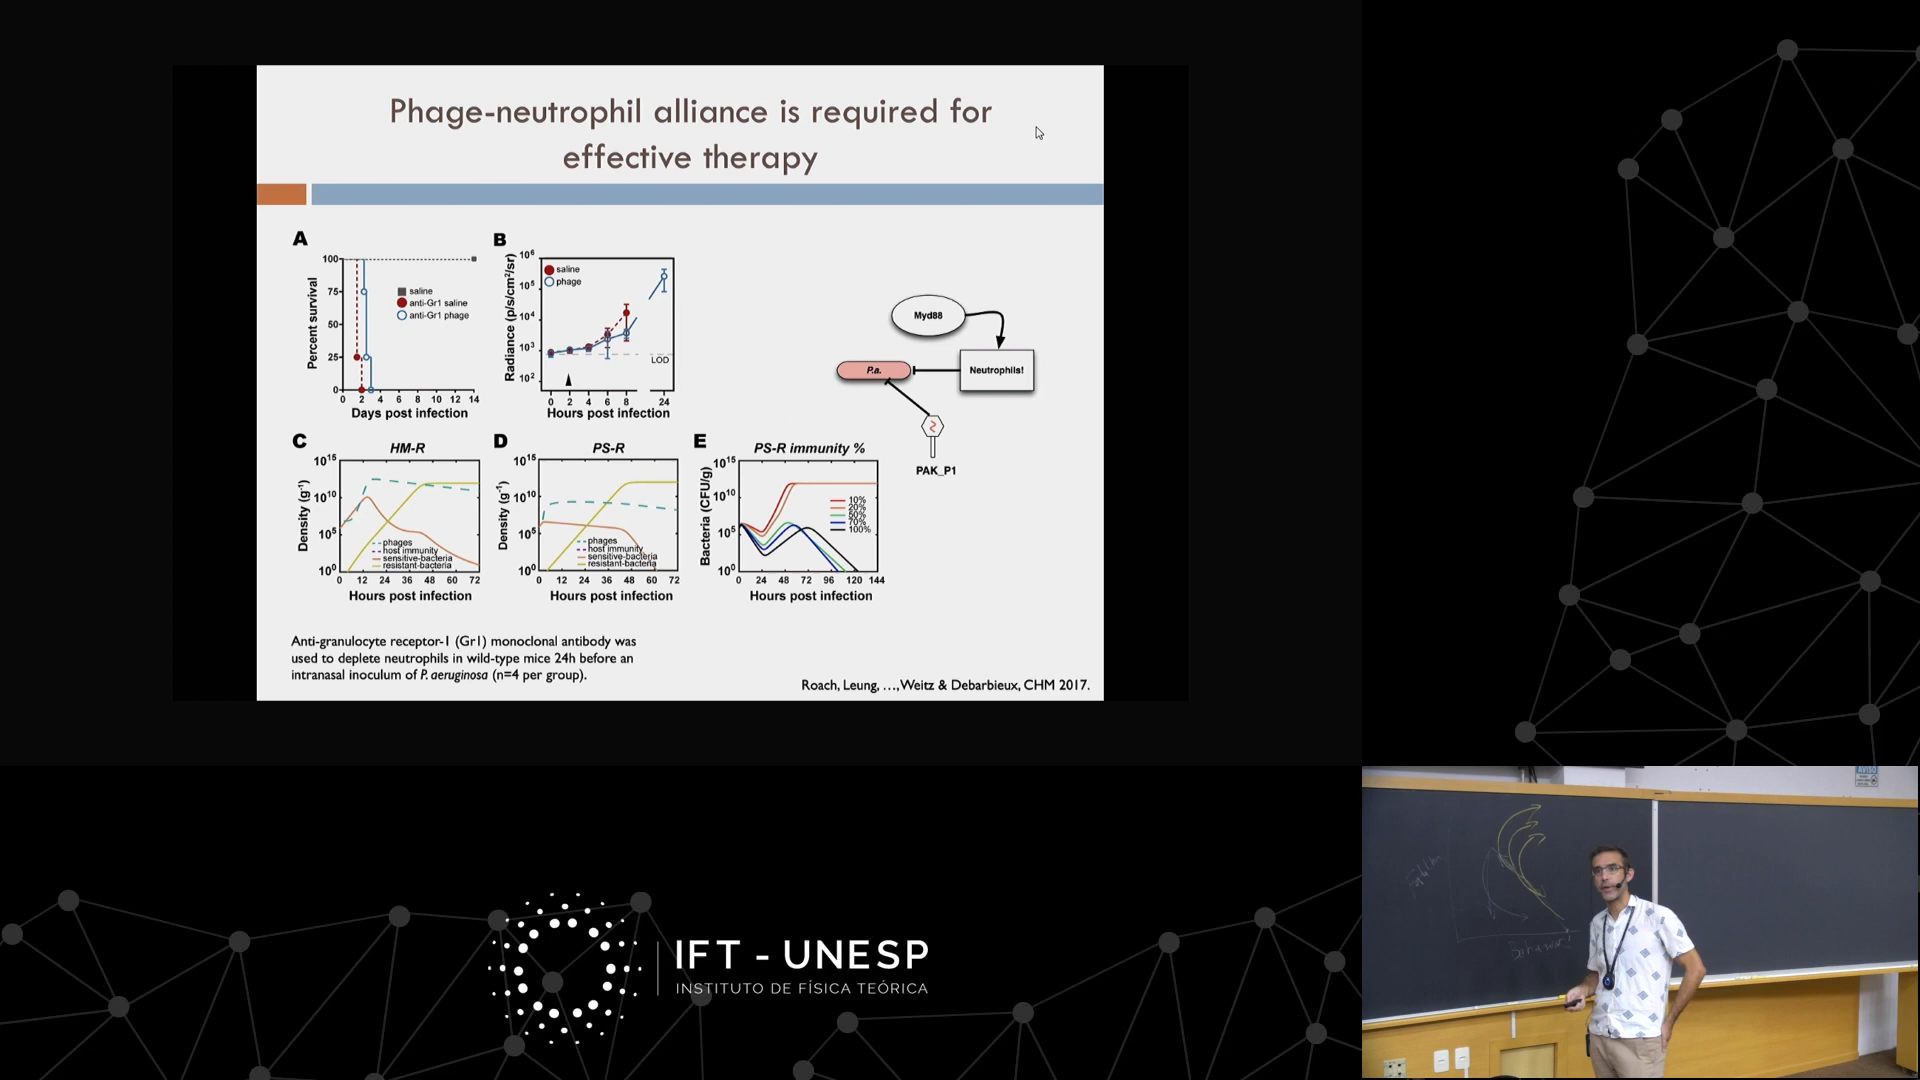 Phage-neutrophil alliance is required for
effective therapy
A
Percent survival
100
75
50
25
0
0 2 4 6 8 10 12 14
Days post infection
saline
anti-Gr1 saline
anti-Gr1 phage
B
Radiance (p/s/cm²/sr)
10⁶
10⁵
10⁴
10³
10²
saline
phage
LOD
0 2 4 6 8 24
Hours post infection
Myd88
P.a.
Neutrophils!
PAK_P1
C
HM-R
Density (g⁻¹)
10¹⁵
10¹⁰
10⁵
10⁰
phages
host immunity
sensitive-bacteria
resistant-bacteria
0 12 24 36 48 60 72
Hours post infection
D
PS-R
Density (g⁻¹)
10¹⁵
10¹⁰
10⁵
10⁰
phages
host immunity
sensitive-bacteria
resistant-bacteria
0 12 24 36 48 60 72
Hours post infection
E
PS-R immunity %
Bacteria (CFU/g)
10¹⁵
10¹⁰
10⁵
10⁰
10%
20%
50%
70%
100%
0 24 48 72 96 120 144
Hours post infection
Anti-granulocyte receptor-1 (Gr1) monoclonal antibody was
used to deplete neutrophils in wild-type mice 24h before an
intranasal inoculum of P. aeruginosa (n=4 per group).
Roach, Leung, …, Weitz & Debarbieux, CHM 2017.
IFT - UNESP
INSTITUTO DE FÍSICA TEÓRICA
AVISO